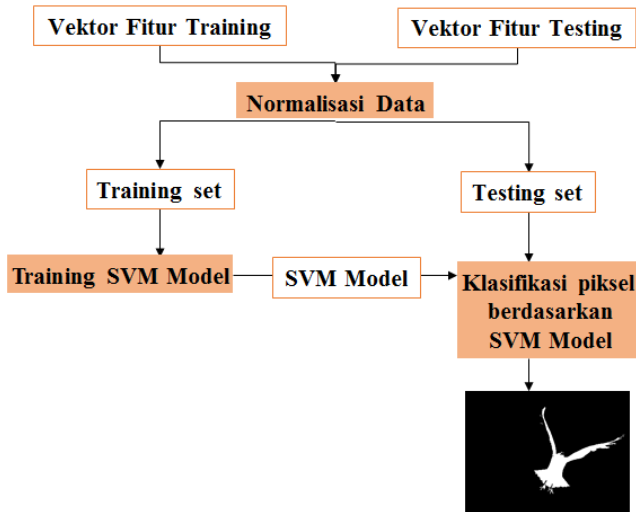 Vektor Fitur Training
Vektor Fitur Testing
Normalisasi Data
Training set
Testing set
Training SVM Model
SVM Model
Klasifikasi piksel
berdasarkan
SVM Model